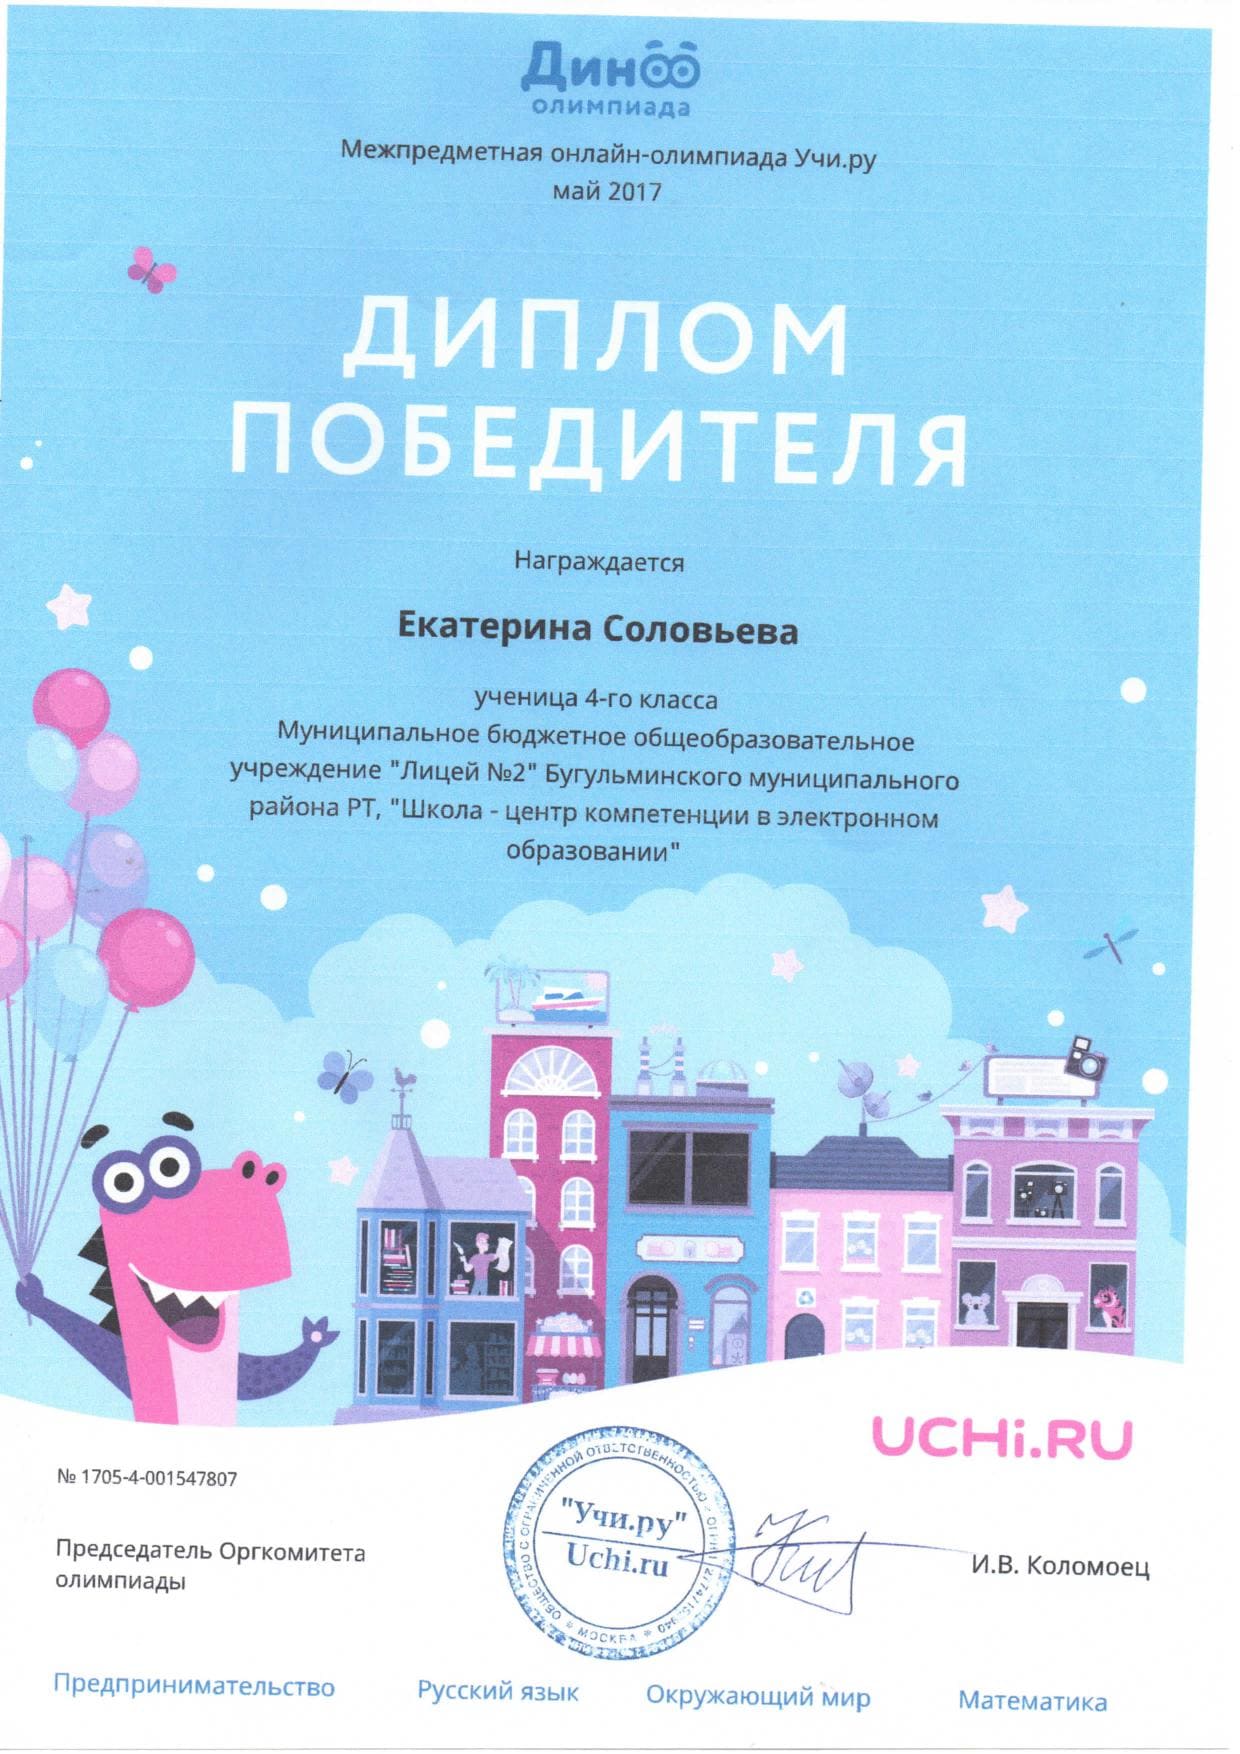 Диноо
олимпиада
Межпредметная онлайн-олимпиада Учи.ру
май 2017
ДИПЛОМ
ПОБЕДИТЕЛЯ
Награждается
Екатерина Соловьева
ученица 4-го класса
Муниципальное бюджетное общеобразовательное
учреждение "Лицей №2" Бугульминского муниципального
района РТ, "Школа - центр компетенции в электронном
образовании"
UCHi.RU
№ 1705-4-001547807
ОБЩЕСТВО С ОГРАНИЧЕННОЙ ОТВЕТСТВЕННОСТЬЮ
"Учи.ру"
Uchi.ru
МОСКВА
Председатель Оргкомитета
олимпиады
И.В. Коломоец
Предпринимательство Русский язык Окружающий мир Математика